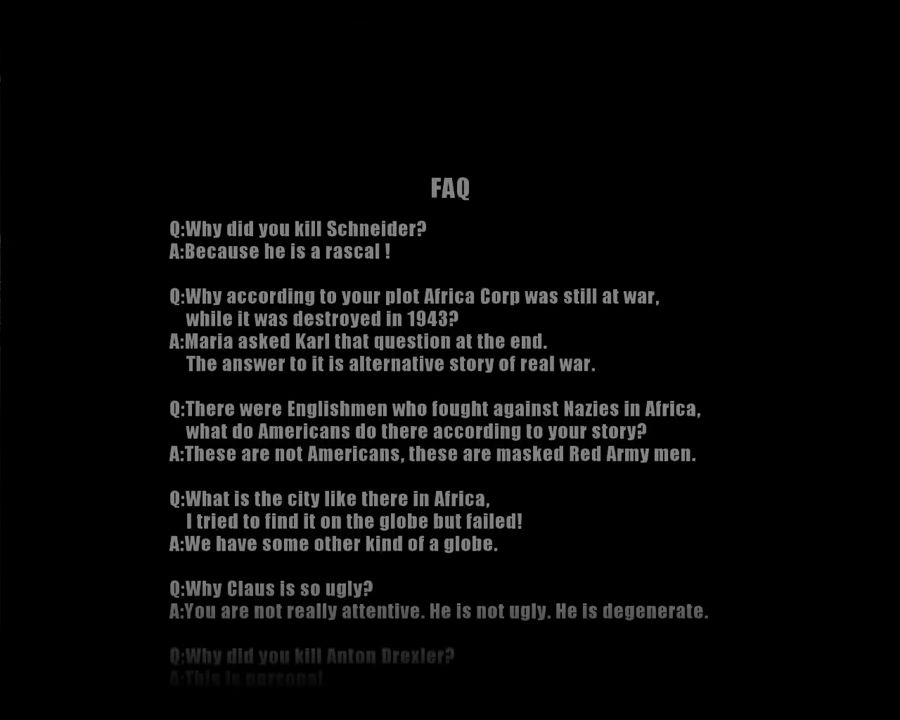 FAQ
Q:Why did you kill Schneider?
A:Because he is a rascal !
Q:Why according to your plot Africa Corp was still at war,
while it was destroyed in 1943?
A:Maria asked Karl that question at the end.
The answer to it is alternative story of real war.
Q:There were Englishmen who fought against Nazies in Africa,
what do Americans do there according to your story?
A:These are not Americans, these are masked Red Army men.
Q:What is the city like there in Africa,
I tried to find it on the globe but failed!
A:We have some other kind of a globe.
Q:Why Claus is so ugly?
A:You are not really attentive. He is not ugly. He is degenerate.
Q:Why did you kill Anton Drexler?
A:This is personal